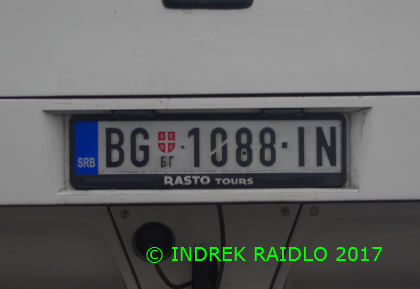 SRB BG 1088-IN
БГ
RASTO TOURS
© INDREK RAIDLO 2017